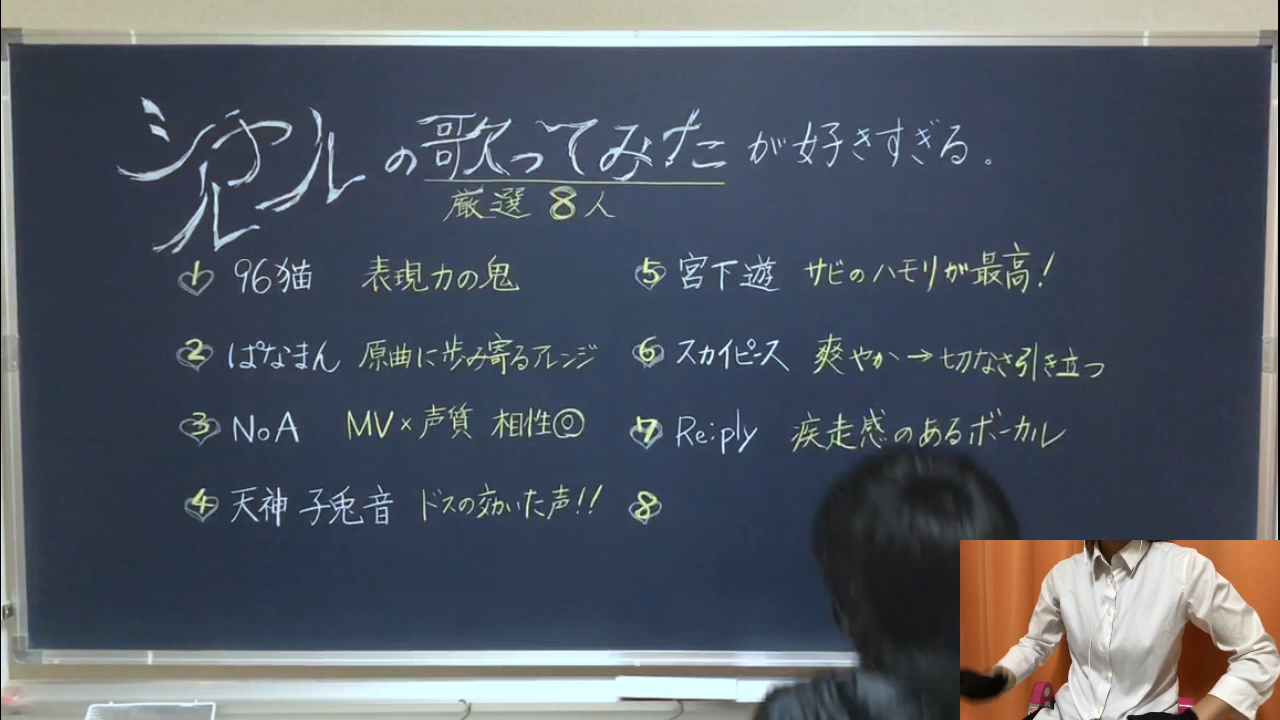 シャルルの歌ってみたが好きすぎる。
厳選8人
1 96猫 表現力の鬼
2 ぱなまん 原曲に歩み寄るアレンジ
3 NoA MV×声質 相性◎
4 天神子兎音 ドスの効いた声!!
5 宮下遊 サビのハモリが最高!
6 スカイピース 爽やか→切なさ引き立つ
7 Re:ply 疾走感のあるボーカル
8